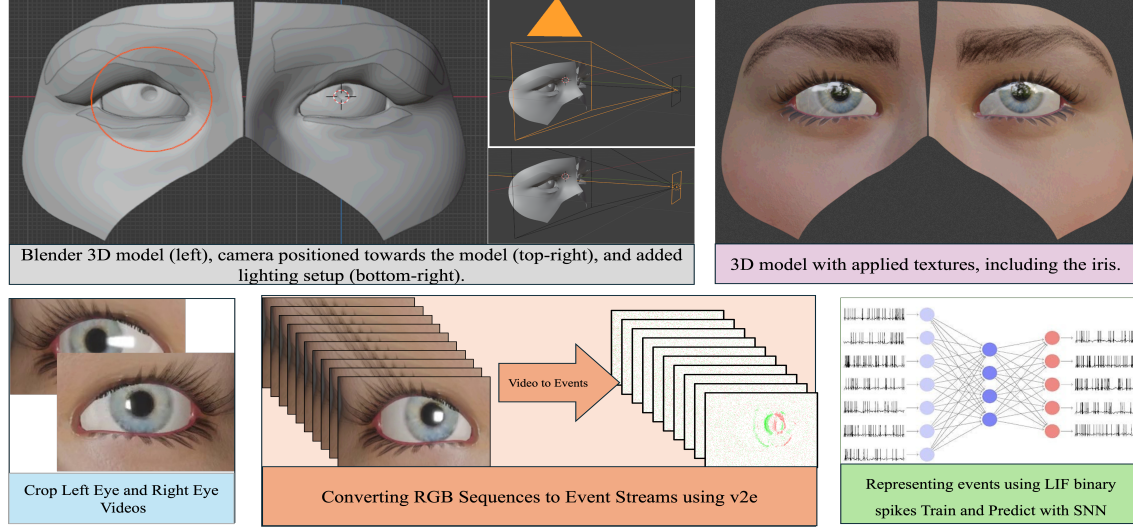 Blender 3D model (left), camera positioned towards the model (top-right), and added
lighting setup (bottom-right).
3D model with applied textures, including the iris.
Crop Left Eye and Right Eye
Videos
Video to Events
Converting RGB Sequences to Event Streams using v2e
Representing events using LIF binary
spikes Train and Predict with SNN